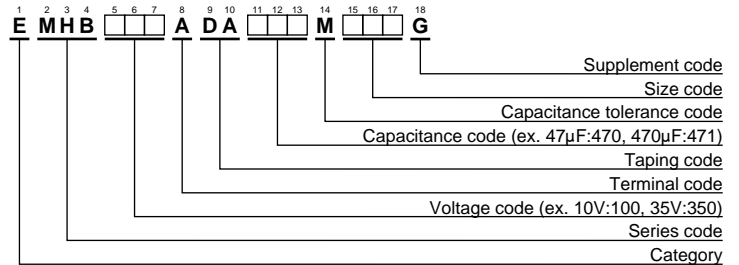 1 2 3 4 5 6 7 8 9 10 11 12 13 14 15 16 17 18
E MHB □□□ A DA □□□ M □□□ G
Supplement code
Size code
Capacitance tolerance code
Capacitance code (ex. 47µF:470, 470µF:471)
Taping code
Terminal code
Voltage code (ex. 10V:100, 35V:350)
Series code
Category